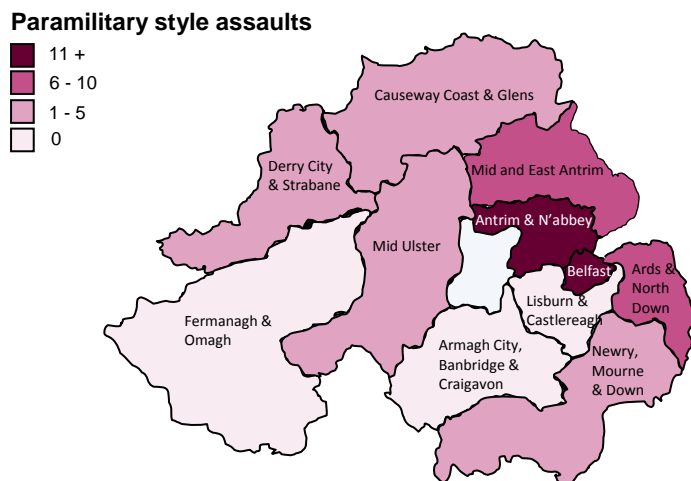 Paramilitary style assaults
11 +
6 - 10
1 - 5
0
Causeway Coast & Glens
Derry City
& Strabane
Mid and East Antrim
Antrim & N'abbey
Mid Ulster
Belfast
Ards &
North
Down
Lisburn &
Castlereagh
Fermanagh &
Omagh
Armagh City,
Banbridge &
Craigavon
Newry,
Mourne
& Down